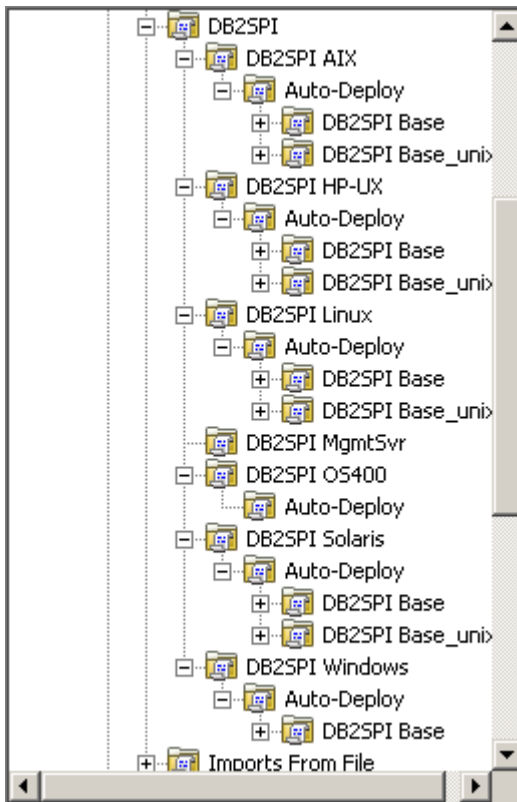 DB2SPI
DB2SPI AIX
Auto-Deploy
DB2SPI Base
DB2SPI Base_unix
DB2SPI HP-UX
Auto-Deploy
DB2SPI Base
DB2SPI Base_unix
DB2SPI Linux
Auto-Deploy
DB2SPI Base
DB2SPI Base_unix
DB2SPI MgmtSvr
DB2SPI OS400
Auto-Deploy
DB2SPI Solaris
Auto-Deploy
DB2SPI Base
DB2SPI Base_unix
DB2SPI Windows
Auto-Deploy
DB2SPI Base
Imports From File